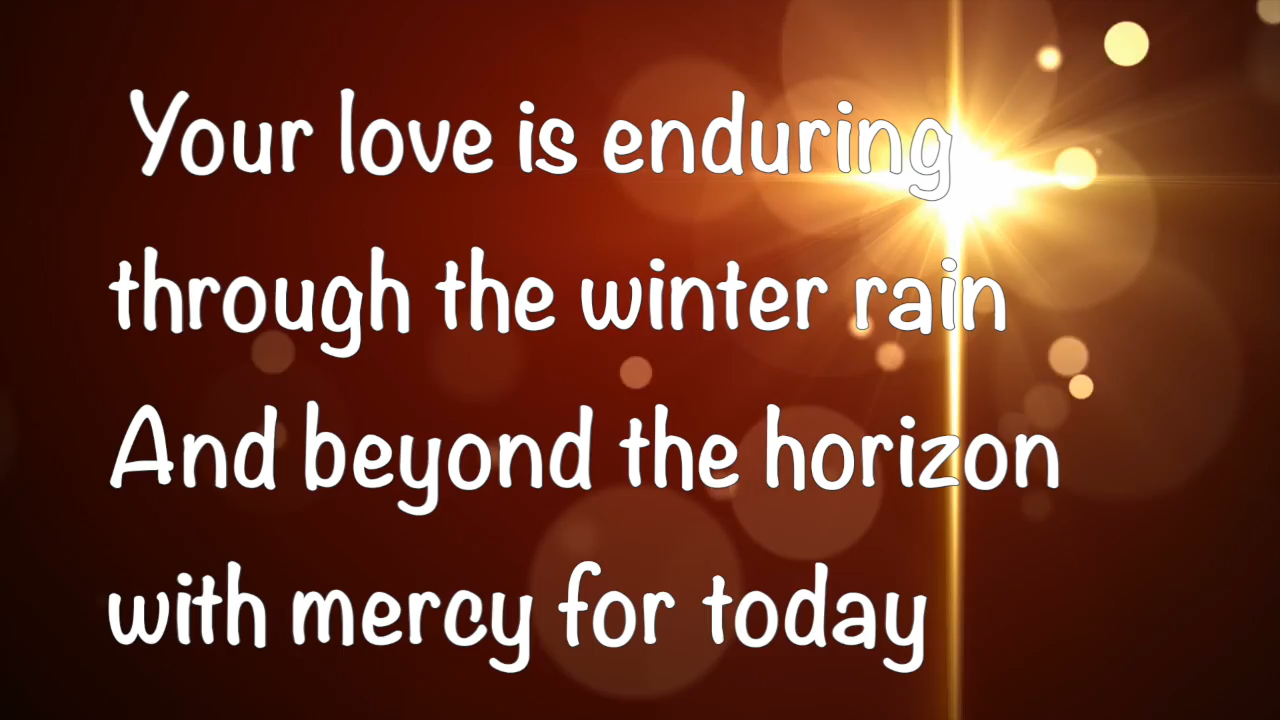 Your love is enduring
through the winter rain
And beyond the horizon
with mercy for today